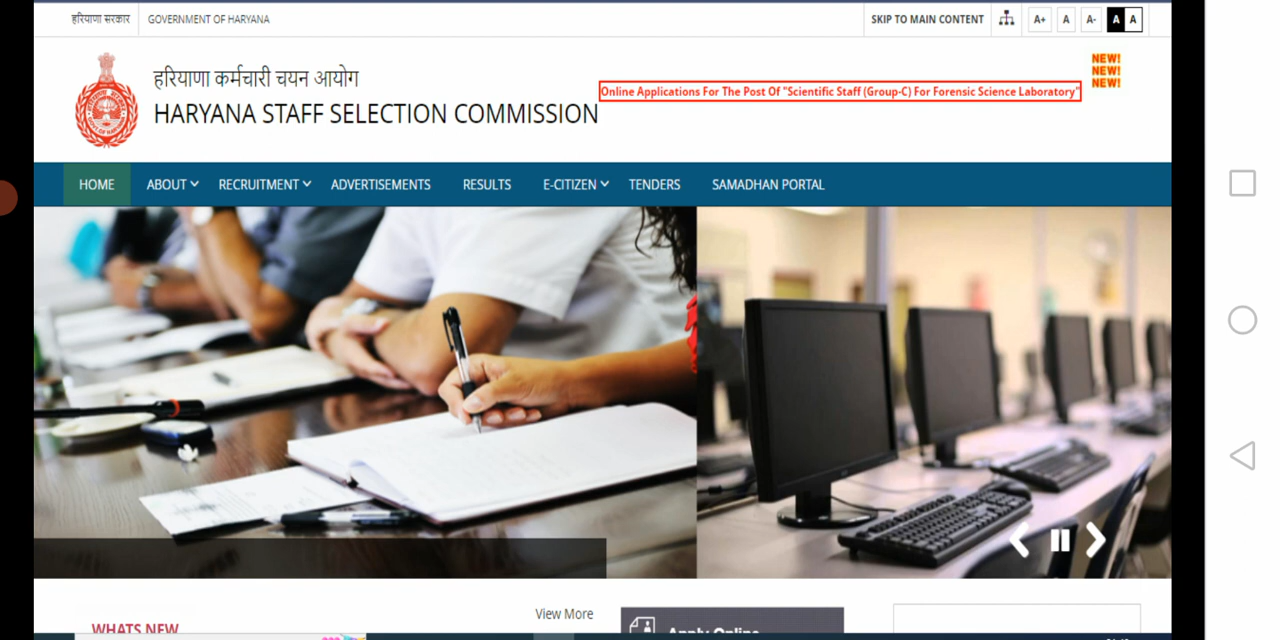 हरियाणा सरकार
GOVERNMENT OF HARYANA
SKIP TO MAIN CONTENT
A+
A
A-
A
A
हरियाणा कर्मचारी चयन आयोग
HARYANA STAFF SELECTION COMMISSION
Online Applications For The Post Of "Scientific Staff (Group-C) For Forensic Science Laboratory"
NEW!
NEW!
NEW!
HOME
ABOUT
RECRUITMENT
ADVERTISEMENTS
RESULTS
E-CITIZEN
TENDERS
SAMADHAN PORTAL
View More
WHATS NEW
Apply Online